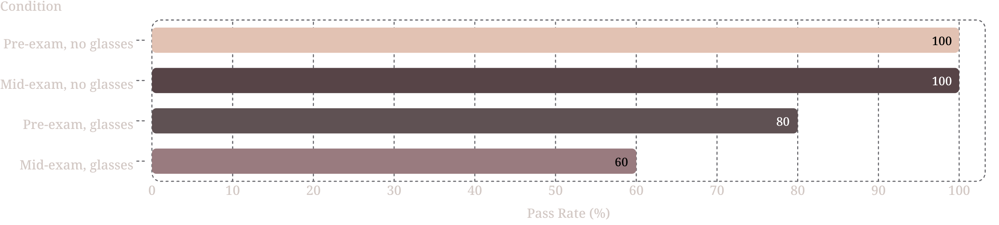 Condition
Pre-exam, no glasses
100
Mid-exam, no glasses
100
Pre-exam, glasses
80
Mid-exam, glasses
60
0 10 20 30 40 50 60 70 80 90 100
Pass Rate (%)